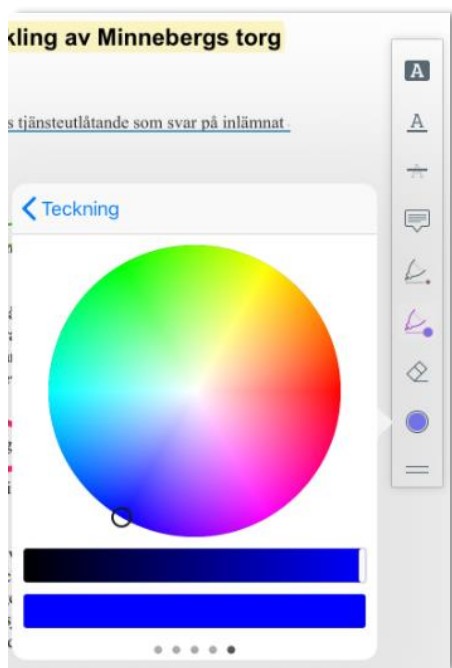 kling av Minnebergs torg
A
s tjänsteutlåtande som svar på inlämnat
A
A
Teckning